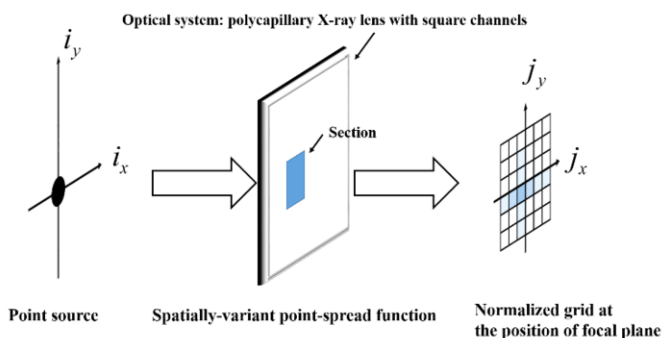 Optical system: polycapillary X-ray lens with square channels
i_y
i_x
Section
j_y
j_x
Point source
Spatially-variant point-spread function
Normalized grid at
the position of focal plane